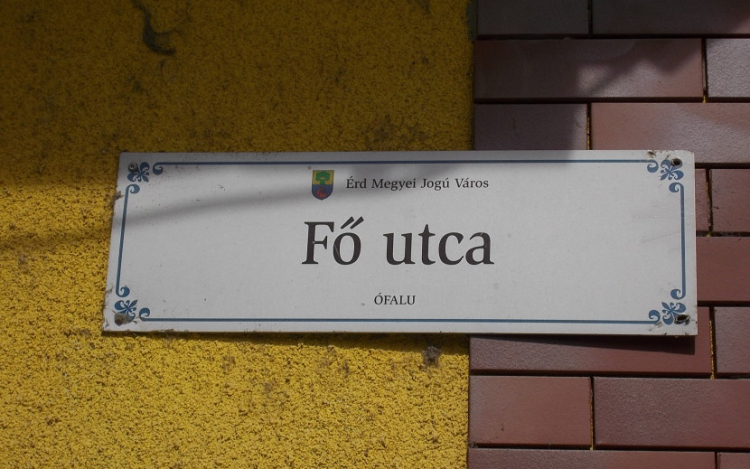 Érd Megyei Jogú Város
Fő utca
ÓFALU